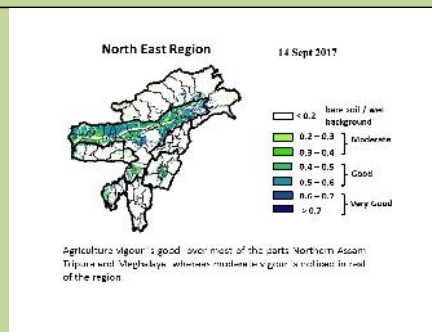 North East Region
14 Sept 2017
< 0.2 bare soil / wet
background
0.2 – 0.3
Moderate
0.3 – 0.4
0.4 – 0.5
Good
0.5 – 0.6
0.6 – 0.7
Very Good
> 0.7
Agriculture vigour is good over most of the parts Northern Assam
Tripura and Meghalaya whereas moderate vigour is noticed in rest
of the region.